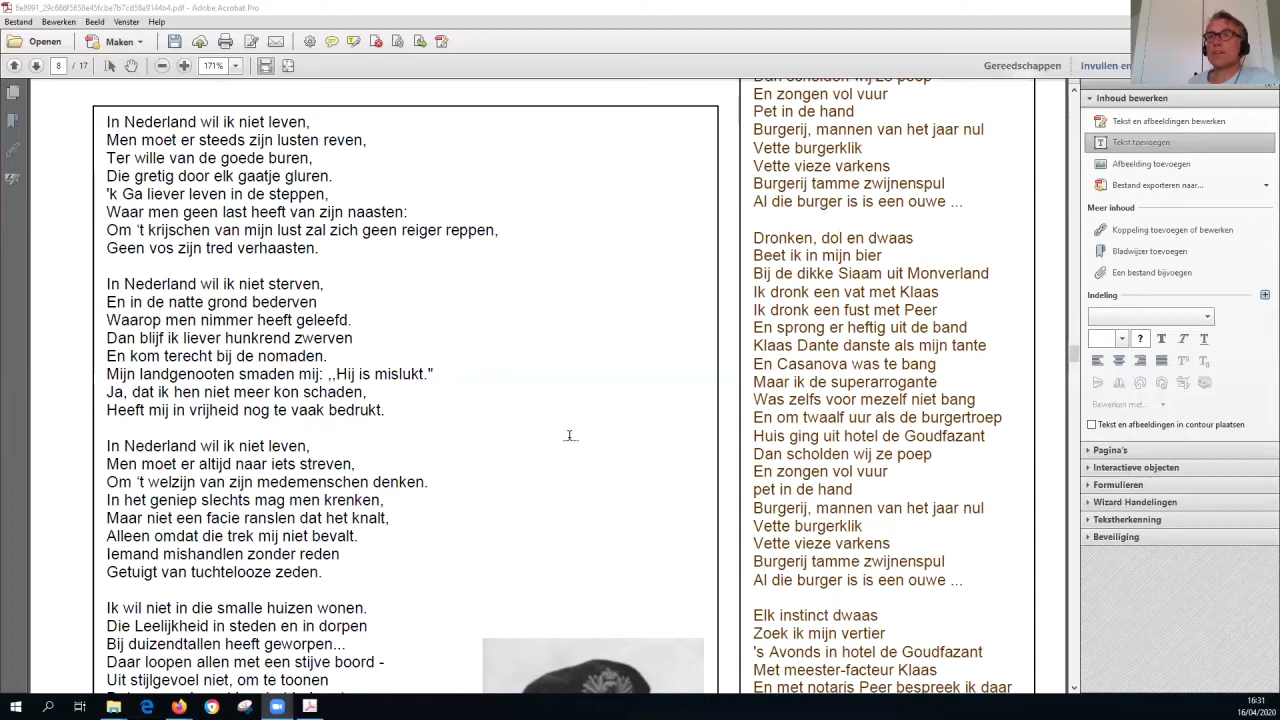 6e8991_29c686f5658e45fcbe7b7cd58e9144b4.pdf - Adobe Acrobat Pro
Bestand Bewerken Beeld Venster Help
Openen Maken
8 / 17 171% Gereedschappen Invullen en
In Nederland wil ik niet leven,
Men moet er steeds zijn lusten reven,
Ter wille van de goede buren,
Die gretig door elk gaatje gluren.
'k Ga liever leven in de steppen,
Waar men geen last heeft van zijn naasten:
Om ‘t krijschen van mijn lust zal zich geen reiger reppen,
Geen vos zijn tred verhaasten.
In Nederland wil ik niet sterven,
En in de natte grond bederven
Waarop men nimmer heeft geleefd.
Dan blijf ik liever hunkrend zwerven
En kom terecht bij de nomaden.
Mijn landgenooten smaden mij: ,,Hij is mislukt."
Ja, dat ik hen niet meer kon schaden,
Heeft mij in vrijheid nog te vaak bedrukt.
In Nederland wil ik niet leven,
Men moet er altijd naar iets streven,
Om ‘t welzijn van zijn medemenschen denken.
In het geniep slechts mag men krenken,
Maar niet een facie ranslen dat het knalt,
Alleen omdat die trek mij niet bevalt.
Iemand mishandlen zonder reden
Getuigt van tuchtelooze zeden.
Ik wil niet in die smalle huizen wonen.
Die Leelijkheid in steden en in dorpen
Bij duizendtallen heeft geworpen...
Daar loopen allen met een stijve boord -
Uit stijlgevoel niet, om te toonen
Dan scholden wij ze poep
En zongen vol vuur
Pet in de hand
Burgerij, mannen van het jaar nul
Vette burgerklik
Vette vieze varkens
Burgerij tamme zwijnenspul
Al die burger is is een ouwe ...
Dronken, dol en dwaas
Beet ik in mijn bier
Bij de dikke Siaam uit Monverland
Ik dronk een vat met Klaas
Ik dronk een fust met Peer
En sprong er heftig uit de band
Klaas Dante danste als mijn tante
En Casanova was te bang
Maar ik de superarrogante
Was zelfs voor mezelf niet bang
En om twaalf uur als de burgertroep
Huis ging uit hotel de Goudfazant
Dan scholden wij ze poep
En zongen vol vuur
pet in de hand
Burgerij, mannen van het jaar nul
Vette burgerklik
Vette vieze varkens
Burgerij tamme zwijnenspul
Al die burger is is een ouwe ...
Elk instinct dwaas
Zoek ik mijn vertier
's Avonds in hotel de Goudfazant
Met meester-facteur Klaas
En met notaris Peer bespreek ik daar
Inhoud bewerken
Tekst en afbeeldingen bewerken
Tekst toevoegen
Afbeelding toevoegen
Bestand exporteren naar...
Meer inhoud
Koppeling toevoegen of bewerken
Bladwijzer toevoegen
Een bestand bijvoegen
Indeling
Bewerken met...
Tekst en afbeeldingen in contour plaatsen
Pagina's
Interactieve objecten
Formulieren
Wizard Handelingen
Tekstherkenning
Beveiliging
16:31
16/04/2020